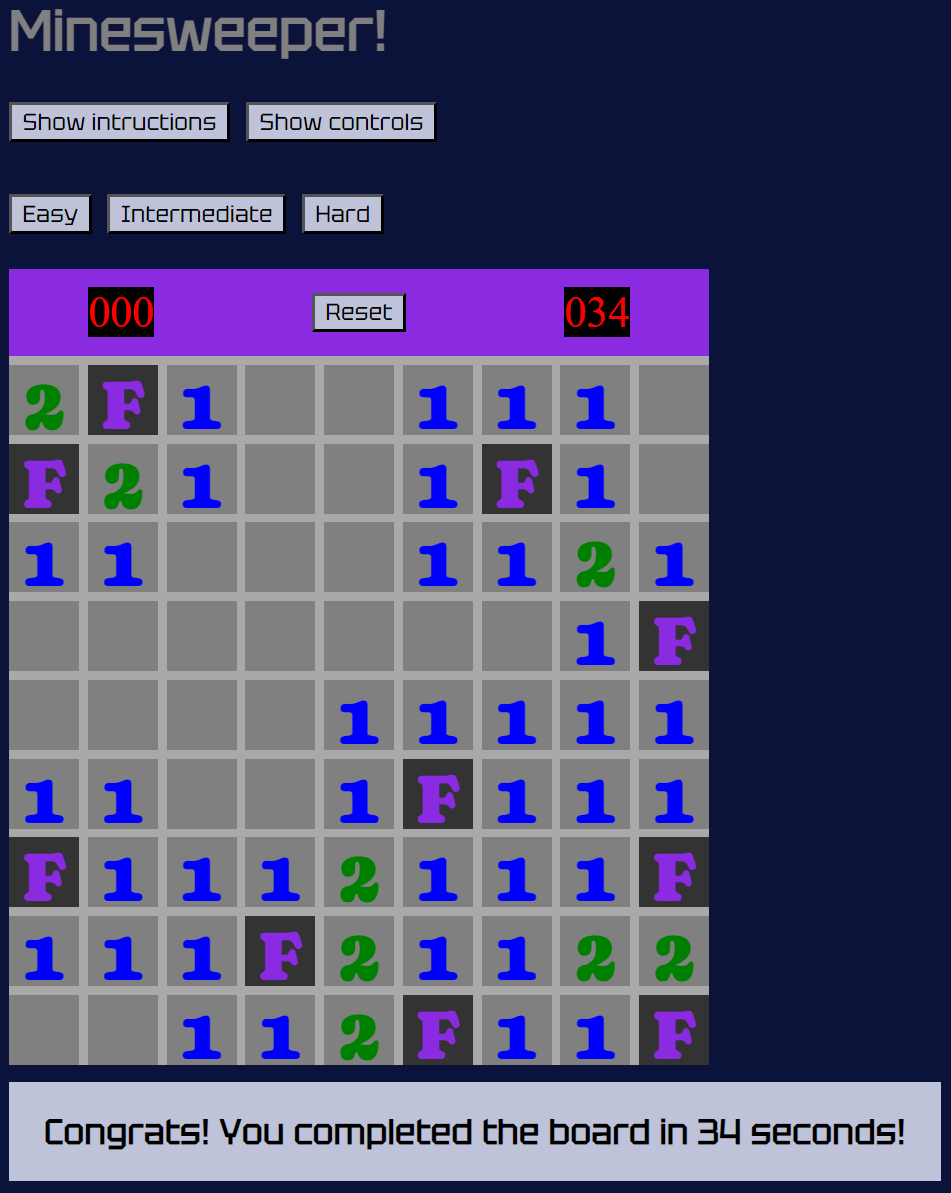 Minesweeper!
Show intructions Show controls
Easy Intermediate Hard
000 Reset 034
2 F 1 1 1 1
F 2 1 1 F 1
1 1 1 1 2 1
1 F
1 1 1 1 1
1 1 1 F 1 1 1
F 1 1 1 2 1 1 1 F
1 1 1 F 2 1 1 2 2
1 1 2 F 1 1 F
Congrats! You completed the board in 34 seconds!